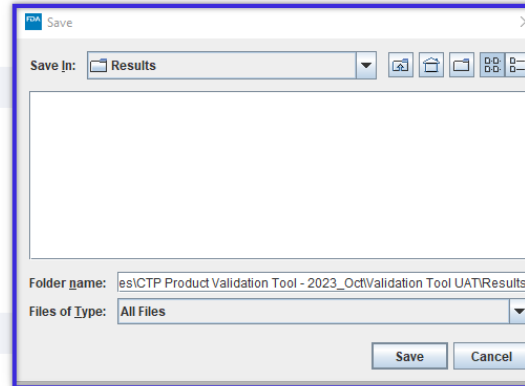 FDA Save
Save In: Results
Folder name: es\CTP Product Validation Tool - 2023_Oct\Validation Tool UAT\Results
Files of Type: All Files
Save Cancel